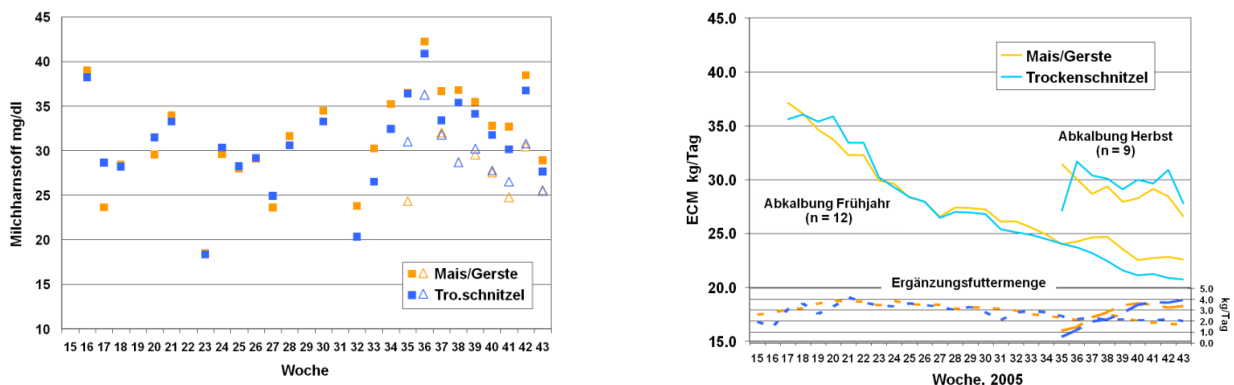 45
40
35
30
25
20
15
10
Milchharnstoff mg/dl
Mais/Gerste
Tro.schnitzel
15 16 17 18 20 21 23 24 25 26 27 28 30 31 32 33 34 35 36 37 38 39 40 41 42 43
Woche
45.0
40.0
35.0
30.0
25.0
20.0
15.0
ECM kg/Tag
Mais/Gerste
Trockenschnitzel
Abkalbung Herbst
(n = 9)
Abkalbung Frühjahr
(n = 12)
Ergänzungsfuttermenge
5.0
4.0
3.0
2.0
1.0
0.0
kg/Tag
15 16 17 18 19 20 21 22 23 24 25 26 27 28 29 30 31 32 33 34 35 36 37 38 39 40 41 42 43
Woche, 2005